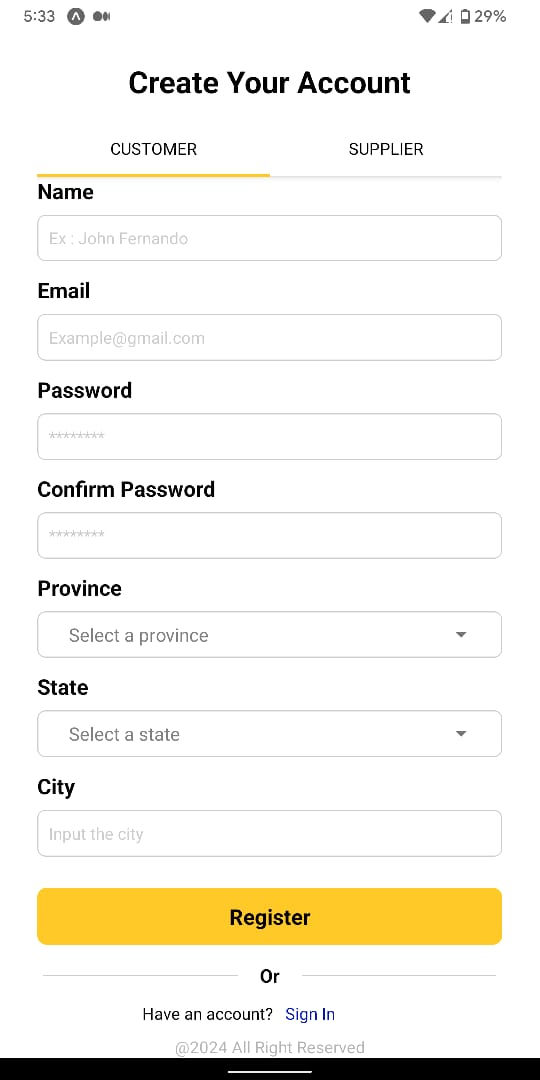 5:33 29%
Create Your Account
CUSTOMER SUPPLIER
Name
Ex : John Fernando
Email
Example@gmail.com
Password
********
Confirm Password
********
Province
Select a province
State
Select a state
City
Input the city
Register
Or
Have an account? Sign In
@2024 All Right Reserved